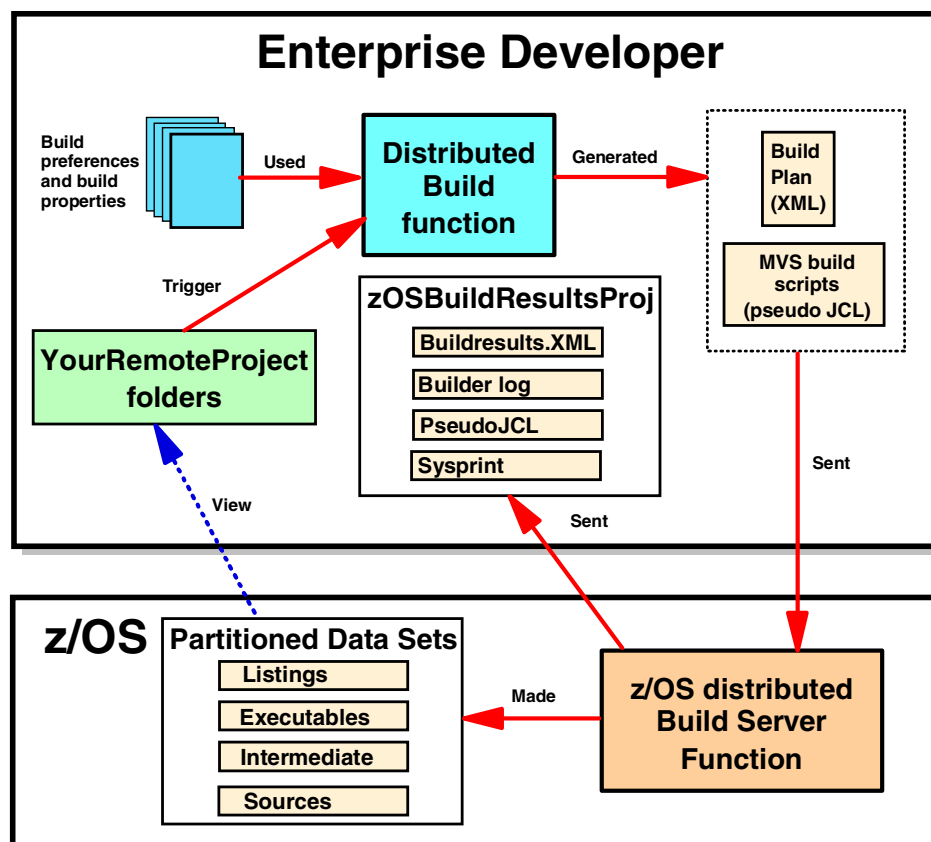 Enterprise Developer
Build
preferences
and build
properties
Used
Distributed
Build
function
Generated
Build
Plan
(XML)
MVS build
scripts
(pseudo JCL)
Trigger
zOSBuildResultsProj
Buildresults.XML
Builder log
PseudoJCL
Sysprint
YourRemoteProject
folders
View
Sent
Sent
z/OS
Partitioned Data Sets
Listings
Executables
Intermediate
Sources
Made
z/OS distributed
Build Server
Function